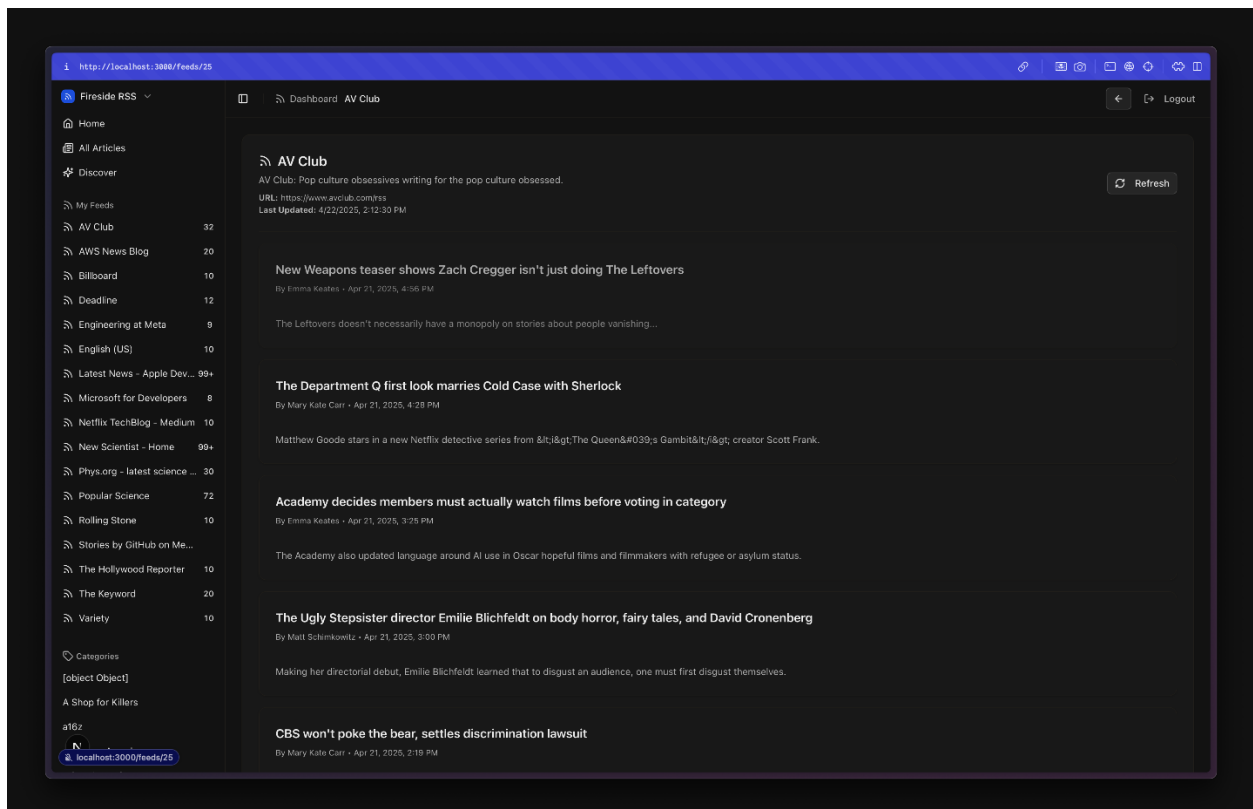 i http://localhost:3000/feeds/25
Fireside RSS
Dashboard AV Club
Logout
Home
All Articles
Discover
My Feeds
AV Club 32
AWS News Blog 20
Billboard 10
Deadline 12
Engineering at Meta 9
English (US) 10
Latest News - Apple Dev... 99+
Microsoft for Developers 8
Netflix TechBlog - Medium 10
New Scientist - Home 99+
Phys.org - latest science ... 30
Popular Science 72
Rolling Stone 10
Stories by GitHub on Me...
The Hollywood Reporter 10
The Keyword 20
Variety 10
Categories
[object Object]
A Shop for Killers
a16z
N
localhost:3000/feeds/25
AV Club
AV Club: Pop culture obsessives writing for the pop culture obsessed.
URL: https://www.avclub.com/rss
Last Updated: 4/22/2025, 2:12:30 PM
Refresh
New Weapons teaser shows Zach Cregger isn't just doing The Leftovers
By Emma Keates • Apr 21, 2025, 4:56 PM
The Leftovers doesn't necessarily have a monopoly on stories about people vanishing...
The Department Q first look marries Cold Case with Sherlock
By Mary Kate Carr • Apr 21, 2025, 4:28 PM
Matthew Goode stars in a new Netflix detective series from &lt;i&gt;The Queen&#039;s Gambit&lt;/i&gt; creator Scott Frank.
Academy decides members must actually watch films before voting in category
By Emma Keates • Apr 21, 2025, 3:25 PM
The Academy also updated language around AI use in Oscar hopeful films and filmmakers with refugee or asylum status.
The Ugly Stepsister director Emilie Blichfeldt on body horror, fairy tales, and David Cronenberg
By Matt Schimkowitz • Apr 21, 2025, 3:00 PM
Making her directorial debut, Emilie Blichfeldt learned that to disgust an audience, one must first disgust themselves.
CBS won't poke the bear, settles discrimination lawsuit
By Mary Kate Carr • Apr 21, 2025, 2:19 PM